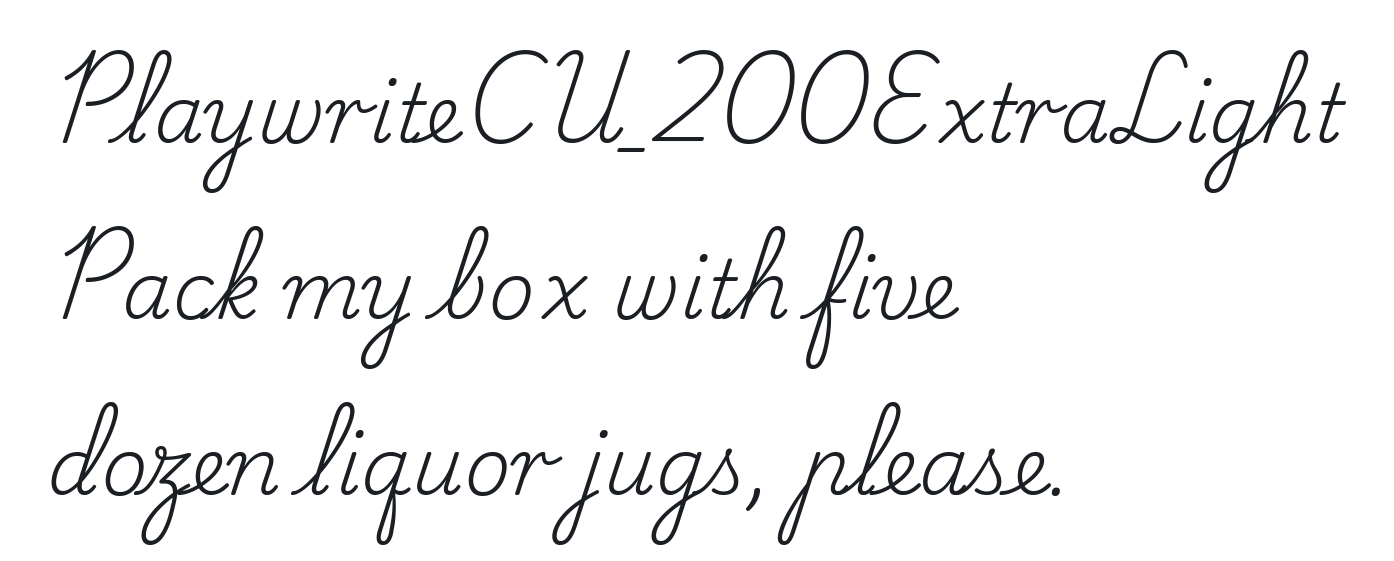 PlaywriteCU_200ExtraLight
Pack my box with five
dozen liquor jugs, please.